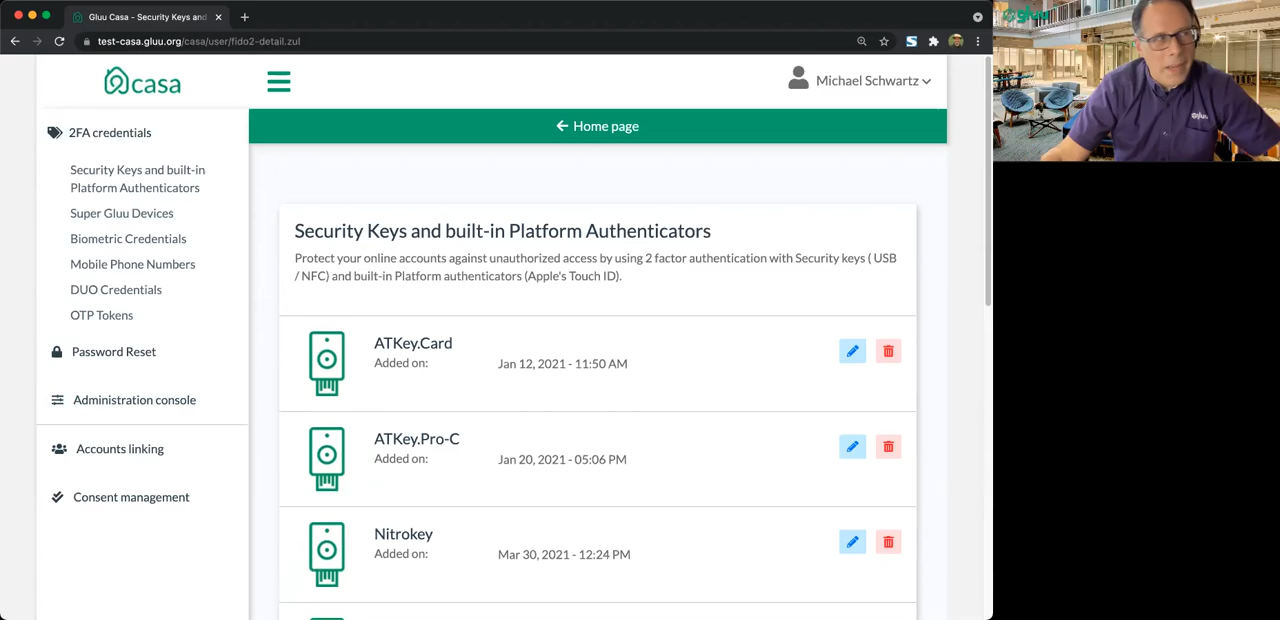 Gluu Casa - Security Keys and
test-casa.gluu.org/casa/user/fido2-detail.zul
gluu
casa
Michael Schwartz
Home page
2FA credentials
Security Keys and built-in
Platform Authenticators
Super Gluu Devices
Biometric Credentials
Mobile Phone Numbers
DUO Credentials
OTP Tokens
Password Reset
Administration console
Accounts linking
Consent management
Security Keys and built-in Platform Authenticators
Protect your online accounts against unauthorized access by using 2 factor authentication with Security keys ( USB
/ NFC) and built-in Platform authenticators (Apple's Touch ID).
ATKey.Card
Added on: Jan 12, 2021 - 11:50 AM
ATKey.Pro-C
Added on: Jan 20, 2021 - 05:06 PM
Nitrokey
Added on: Mar 30, 2021 - 12:24 PM
gluu